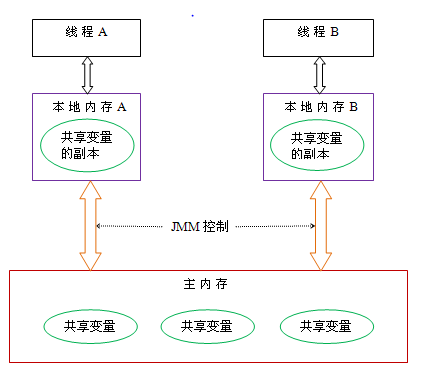 线程 A
线程 B
本地内存 A
本地内存 B
共享变量
的副本
共享变量
的副本
JMM 控制
主内存
共享变量
共享变量
共享变量